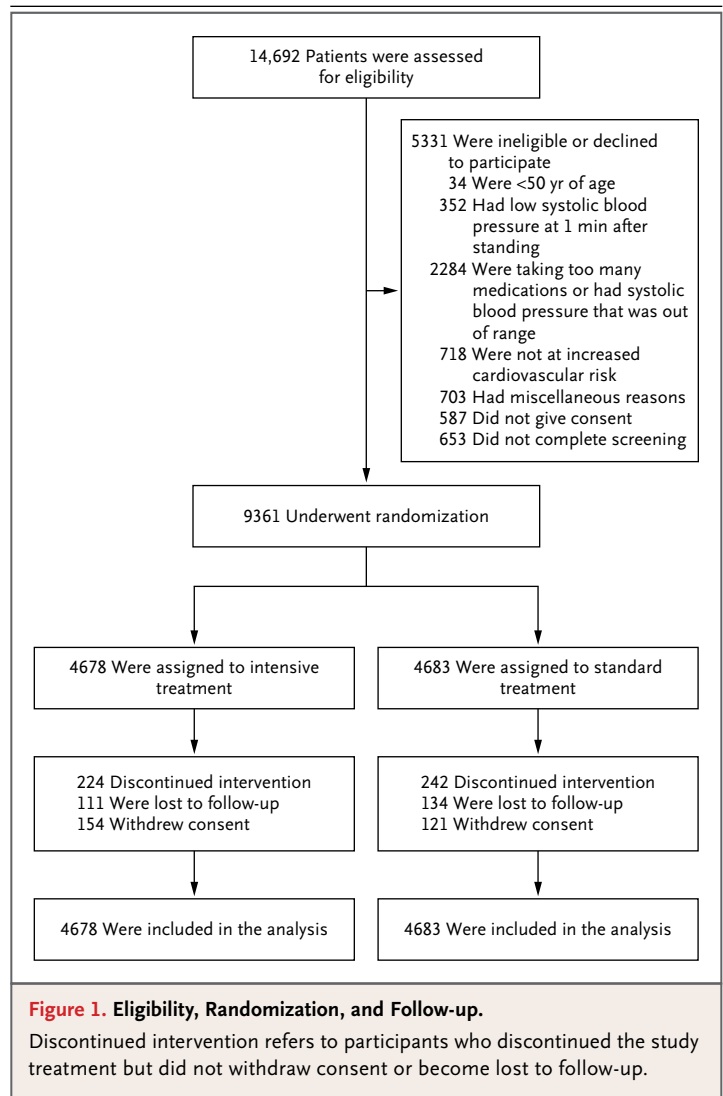 14,692 Patients were assessed
for eligibility
5331 Were ineligible or declined
to participate
34 Were <50 yr of age
352 Had low systolic blood
pressure at 1 min after
standing
2284 Were taking too many
medications or had systolic
blood pressure that was out
of range
718 Were not at increased
cardiovascular risk
703 Had miscellaneous reasons
587 Did not give consent
653 Did not complete screening
9361 Underwent randomization
4678 Were assigned to intensive
treatment
4683 Were assigned to standard
treatment
224 Discontinued intervention
111 Were lost to follow-up
154 Withdrew consent
242 Discontinued intervention
134 Were lost to follow-up
121 Withdrew consent
4678 Were included in the analysis
4683 Were included in the analysis
Figure 1. Eligibility, Randomization, and Follow-up.
Discontinued intervention refers to participants who discontinued the study
treatment but did not withdraw consent or become lost to follow-up.